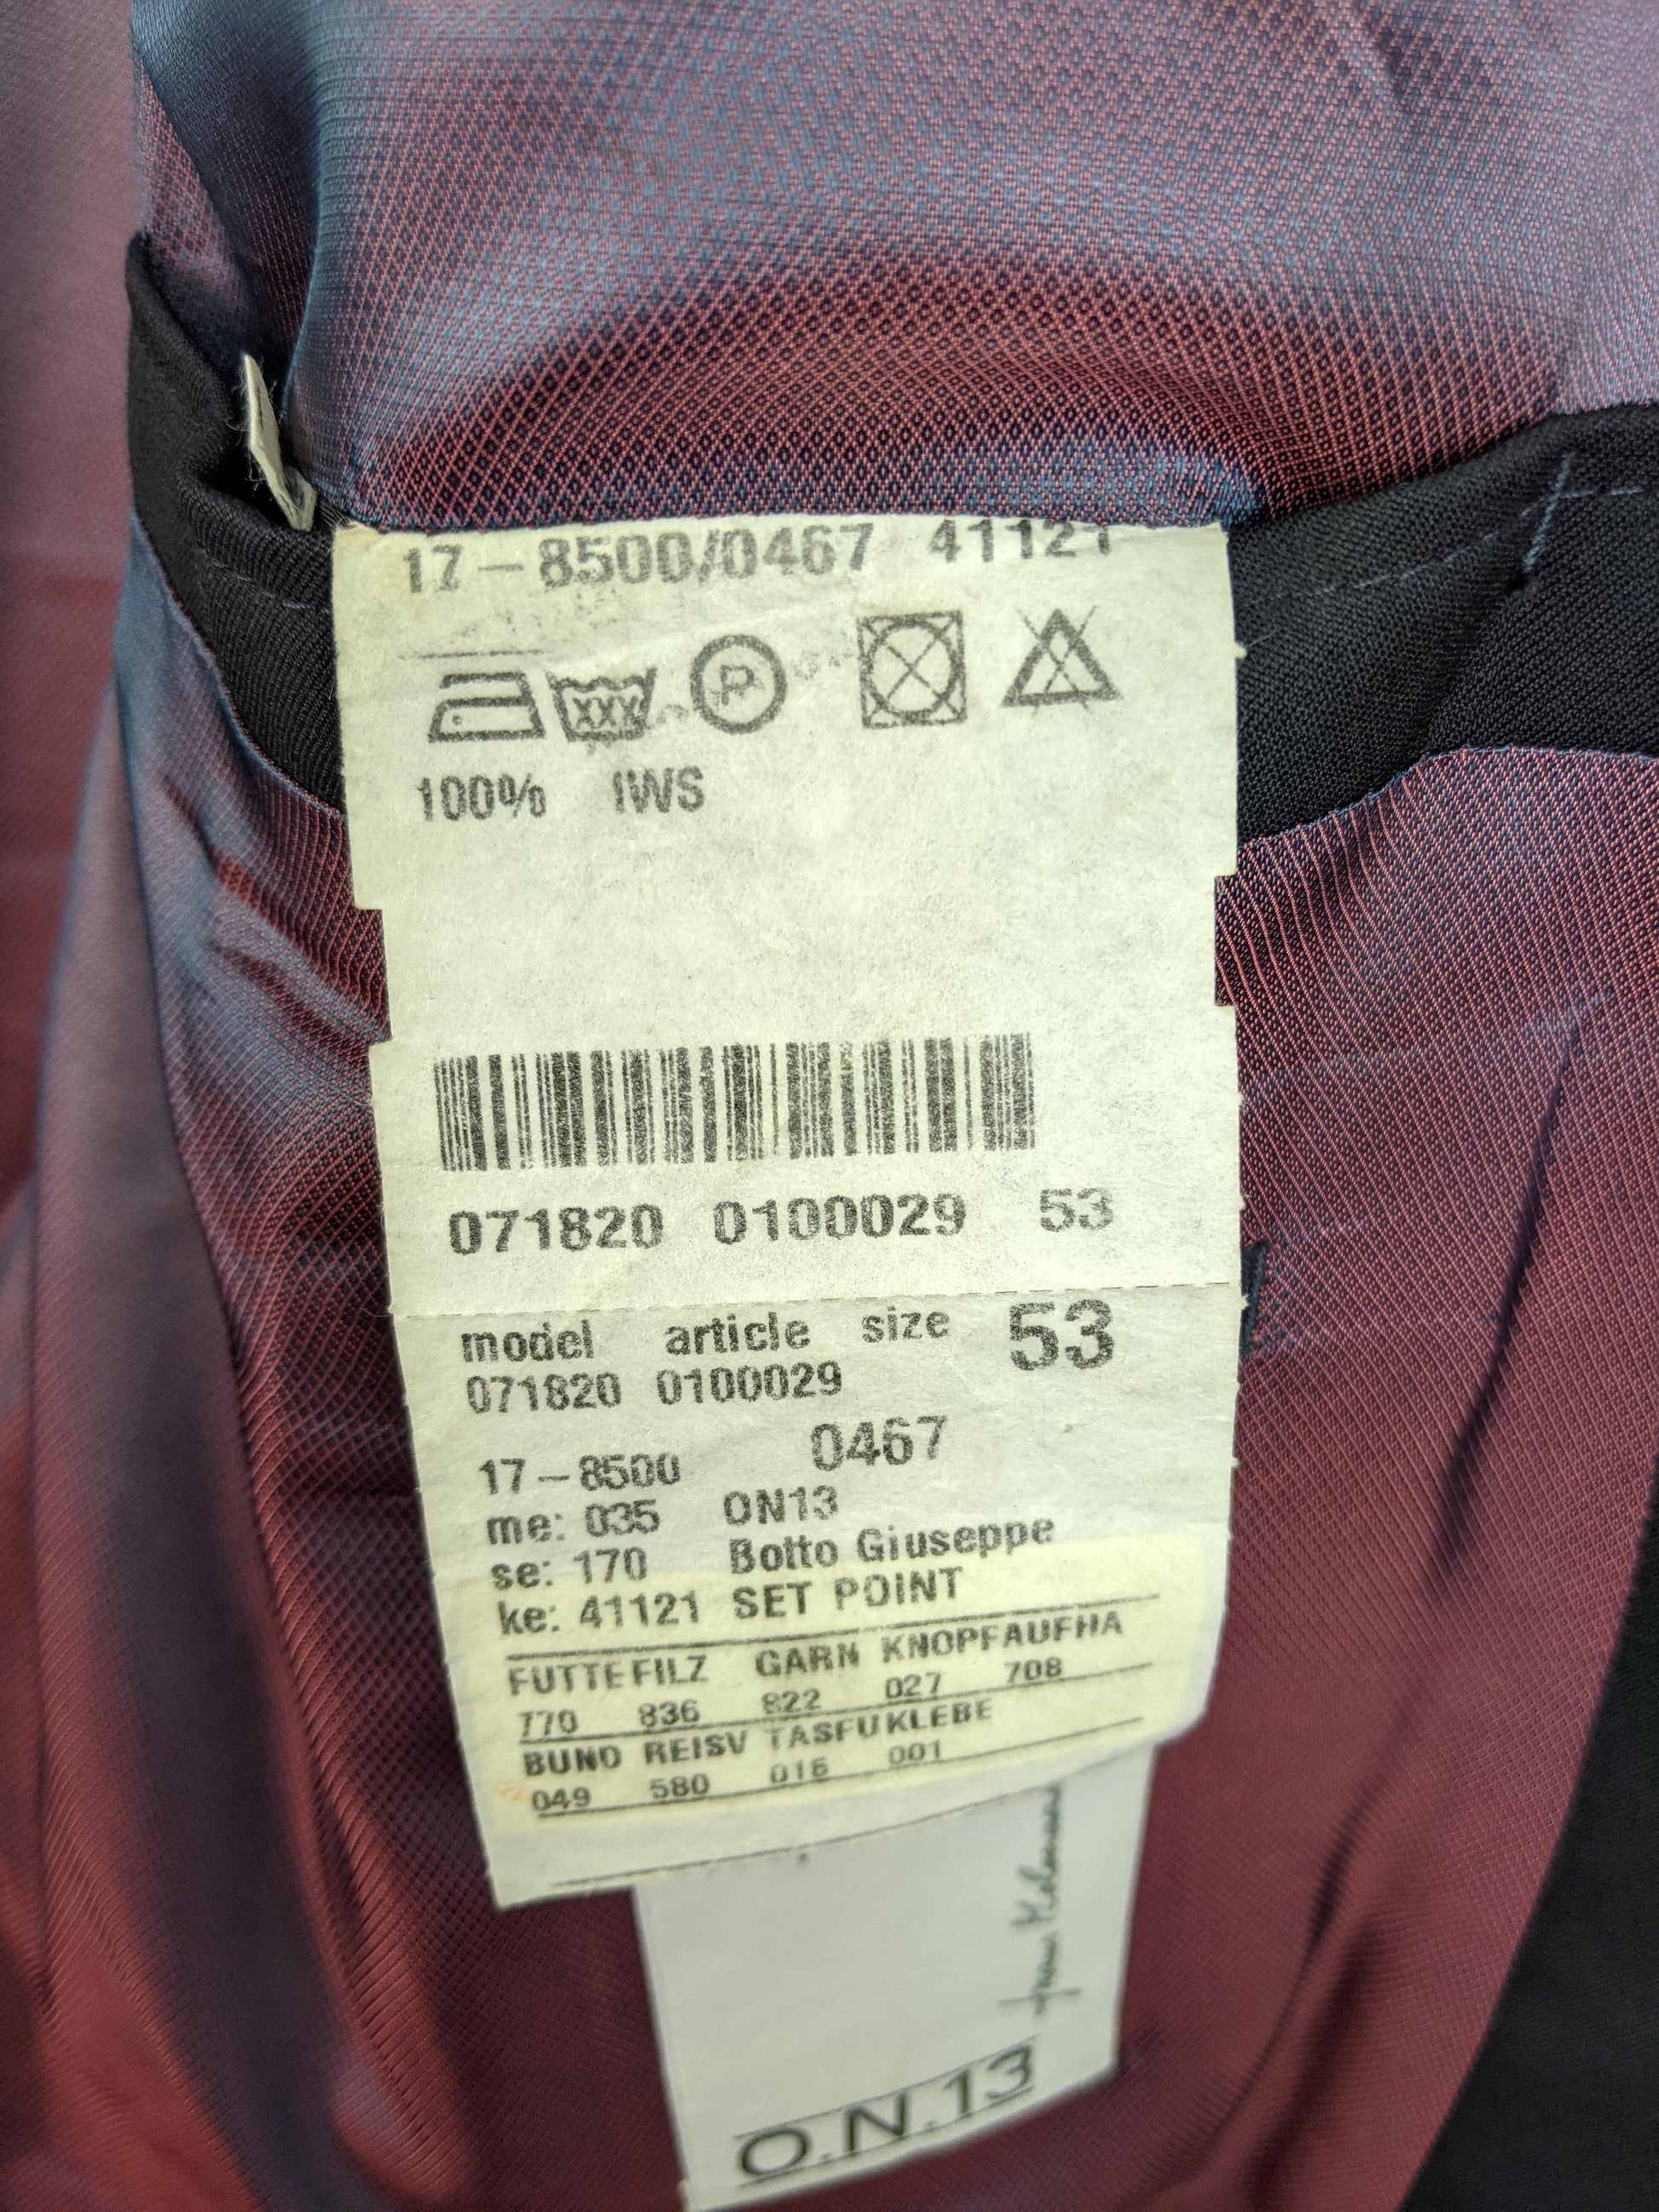 17-8500/0467 41121
P
XXX
100% IWS
071820 0100029 53
model article size 53
071820 0100029
17-8500 0467
me: 035 ON13
se: 170 Botto Giuseppe
ke: 41121 SET POINT
FUTTEFILZ GARN KNOPFAUFHA
770 836 822 027 708
BUND REISV TASFUKLEBE
049 580 016 001
O.N.13